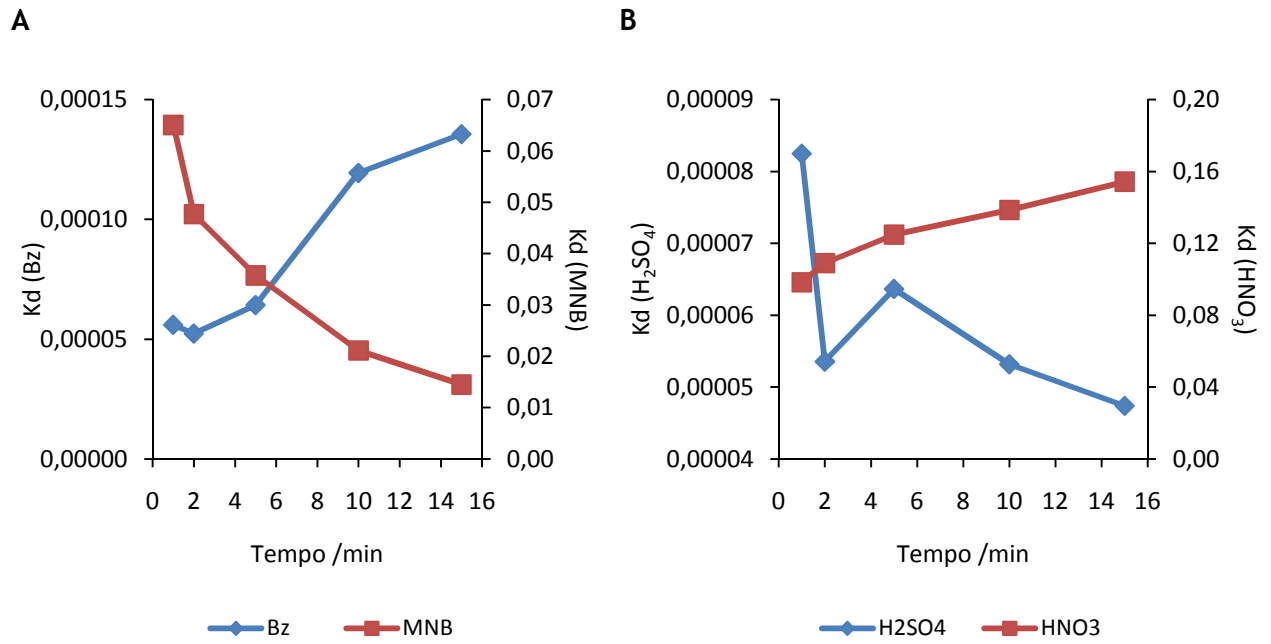 A
0,00015
0,00010
0,00005
0,00000
Kd (Bz)
0,07
0,06
0,05
0,04
0,03
0,02
0,01
0,00
Kd (MNB)
0 2 4 6 8 10 12 14 16
Tempo /min
Bz MNB
B
0,00009
0,00008
0,00007
0,00006
0,00005
0,00004
Kd (H₂SO₄)
0,20
0,16
0,12
0,08
0,04
0,00
Kd (HNO₃)
0 2 4 6 8 10 12 14 16
Tempo /min
H2SO4 HNO3